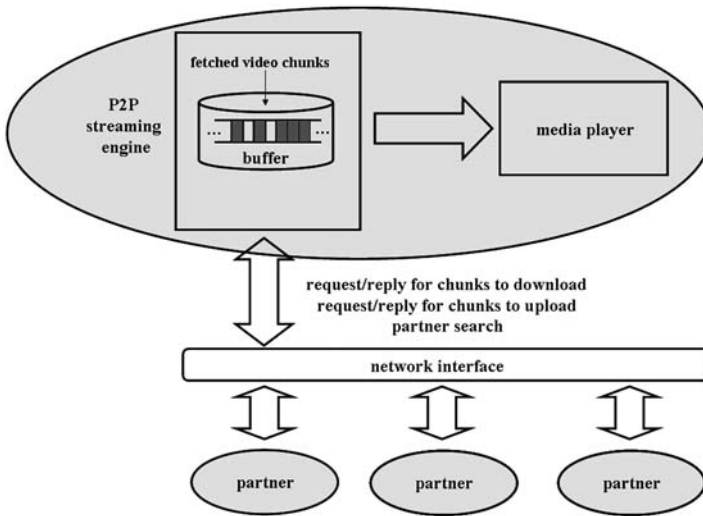 fetched video chunks
P2P
streaming
engine
...
...
buffer
media player
request/reply for chunks to download
request/reply for chunks to upload
partner search
network interface
partner
partner
partner